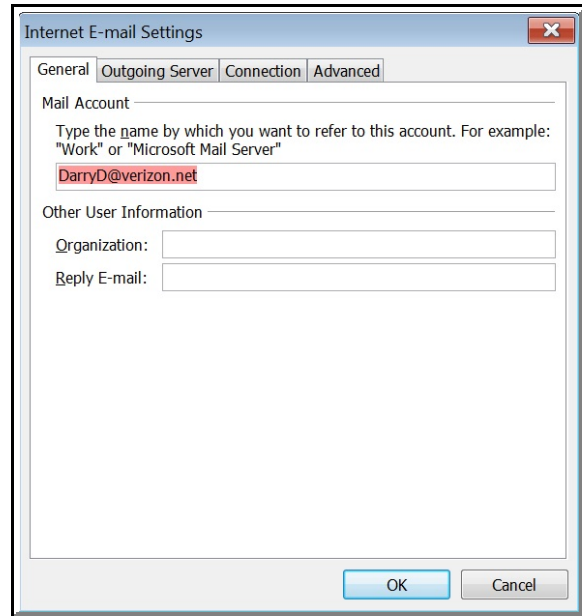 Internet E-mail Settings
General Outgoing Server Connection Advanced
Mail Account
Type the name by which you want to refer to this account. For example:
"Work" or "Microsoft Mail Server"
DarryD@verizon.net
Other User Information
Organization:
Reply E-mail:
OK Cancel